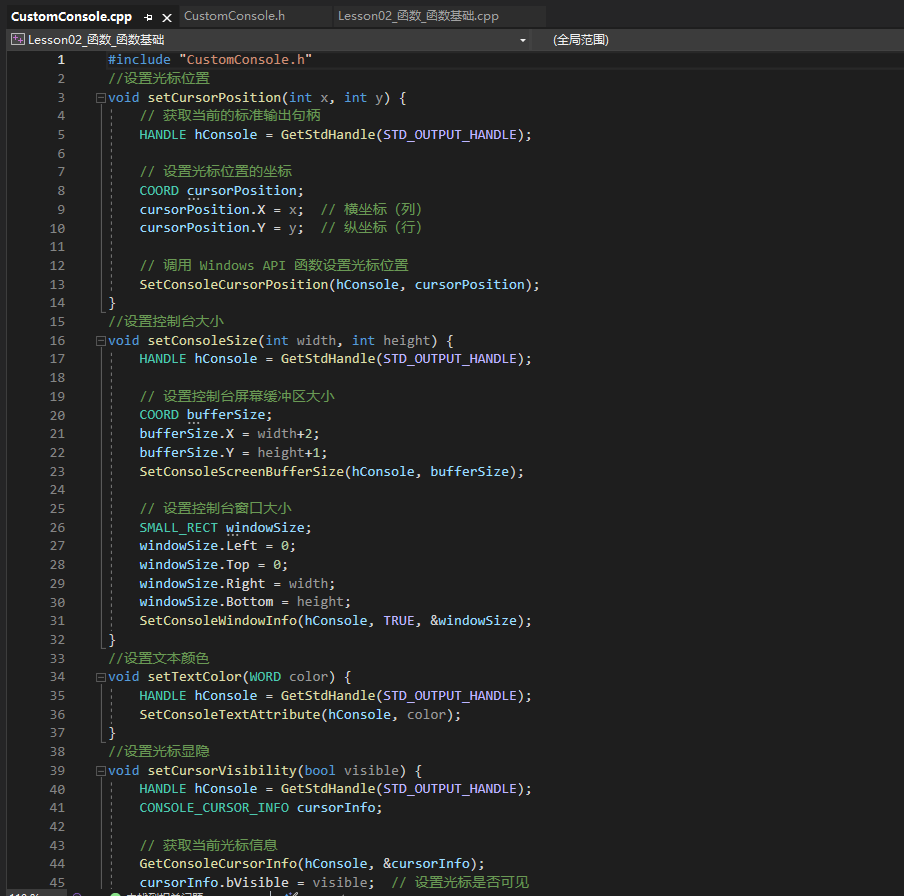 CustomConsole.cpp
CustomConsole.h
Lesson02_函数_函数基础.cpp
Lesson02_函数_函数基础
(全局范围)
1 #include "CustomConsole.h"
2 //设置光标位置
3 void setCursorPosition(int x, int y) {
4 // 获取当前的标准输出句柄
5 HANDLE hConsole = GetStdHandle(STD_OUTPUT_HANDLE);
6
7 // 设置光标位置的坐标
8 COORD cursorPosition;
9 cursorPosition.X = x; // 横坐标（列）
10 cursorPosition.Y = y; // 纵坐标（行）
11
12 // 调用 Windows API 函数设置光标位置
13 SetConsoleCursorPosition(hConsole, cursorPosition);
14 }
15 //设置控制台大小
16 void setConsoleSize(int width, int height) {
17 HANDLE hConsole = GetStdHandle(STD_OUTPUT_HANDLE);
18
19 // 设置控制台屏幕缓冲区大小
20 COORD bufferSize;
21 bufferSize.X = width+2;
22 bufferSize.Y = height+1;
23 SetConsoleScreenBufferSize(hConsole, bufferSize);
24
25 // 设置控制台窗口大小
26 SMALL_RECT windowSize;
27 windowSize.Left = 0;
28 windowSize.Top = 0;
29 windowSize.Right = width;
30 windowSize.Bottom = height;
31 SetConsoleWindowInfo(hConsole, TRUE, &windowSize);
32 }
33 //设置文本颜色
34 void setTextColor(WORD color) {
35 HANDLE hConsole = GetStdHandle(STD_OUTPUT_HANDLE);
36 SetConsoleTextAttribute(hConsole, color);
37 }
38 //设置光标显隐
39 void setCursorVisibility(bool visible) {
40 HANDLE hConsole = GetStdHandle(STD_OUTPUT_HANDLE);
41 CONSOLE_CURSOR_INFO cursorInfo;
42
43 // 获取当前光标信息
44 GetConsoleCursorInfo(hConsole, &cursorInfo);
45 cursorInfo.bVisible = visible; // 设置光标是否可见